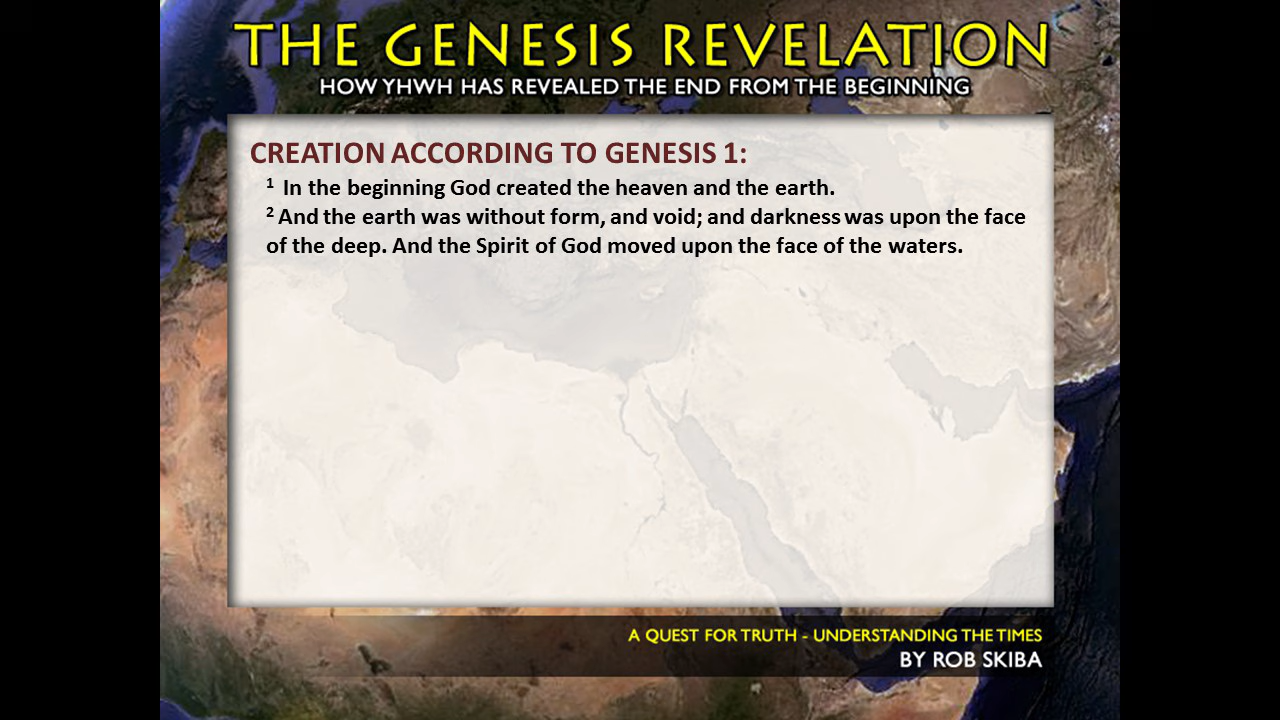 THE GENESIS REVELATION
HOW YHWH HAS REVEALED THE END FROM THE BEGINNING
CREATION ACCORDING TO GENESIS 1:
1 In the beginning God created the heaven and the earth.
2 And the earth was without form, and void; and darkness was upon the face
of the deep. And the Spirit of God moved upon the face of the waters.
A QUEST FOR TRUTH - UNDERSTANDING THE TIMES
BY ROB SKIBA